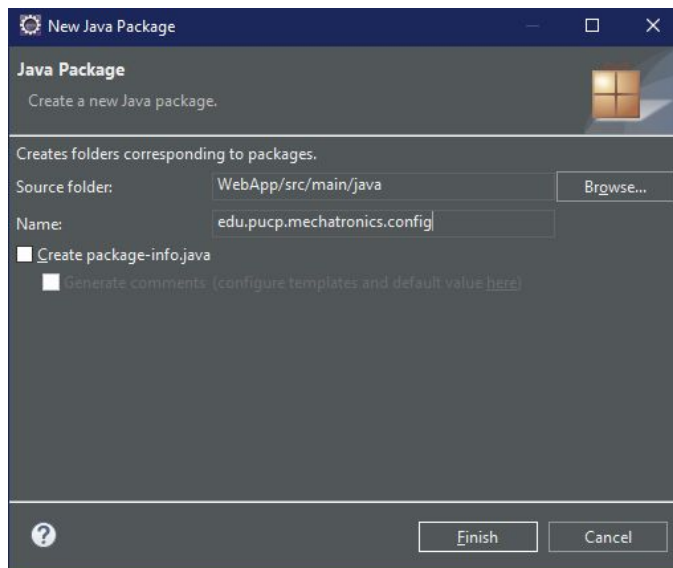 New Java Package
Java Package
Create a new Java package.
Creates folders corresponding to packages.
Source folder: WebApp/src/main/java Browse...
Name: edu.pucp.mechatronics.config
Create package-info.java
Generate comments (configure templates and default value here)
Finish Cancel